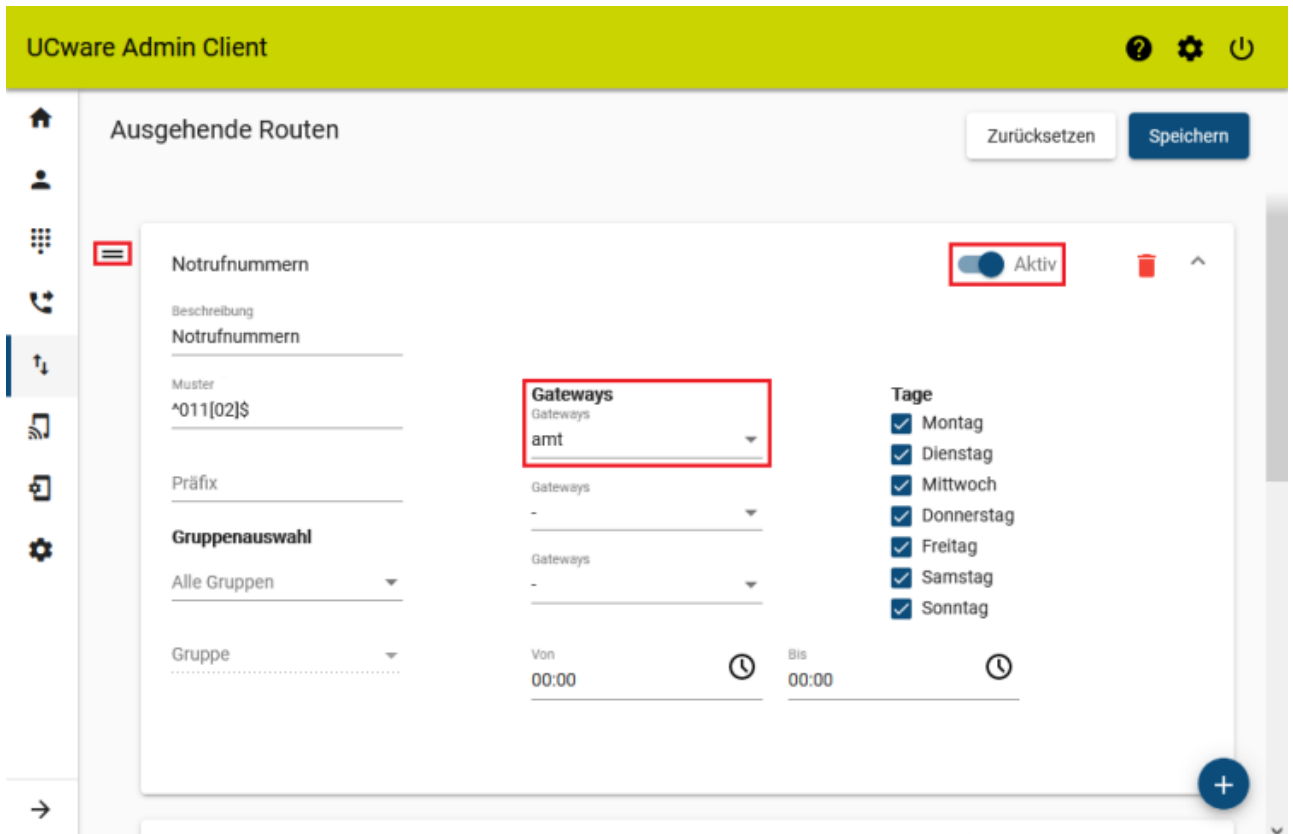 UCware Admin Client
Ausgehende Routen
Zurücksetzen
Speichern
Notrufnummern
Aktiv
Beschreibung
Notrufnummern
Muster
^011[02]$
Präfix
Gruppenauswahl
Alle Gruppen
Gruppe
Gateways
Gateways
amt
Gateways
-
Gateways
-
Von
00:00
Bis
00:00
Tage
Montag
Dienstag
Mittwoch
Donnerstag
Freitag
Samstag
Sonntag